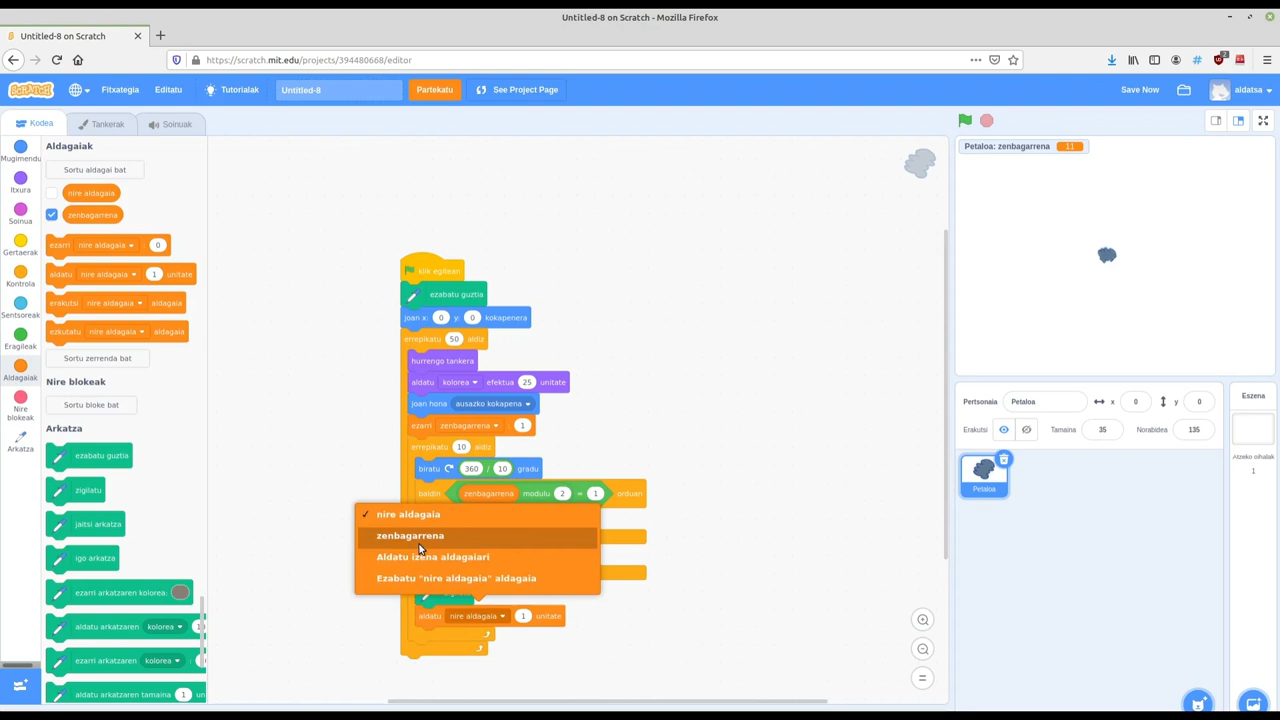 Untitled-8 on Scratch - Mozilla Firefox
Untitled-8 on Scratch
https://scratch.mit.edu/projects/394480668/editor
2
SCRATCH
Fitxategia
Editatu
Tutorialak
Untitled-8
Partekatu
See Project Page
Save Now
aldatsa
Kodea
Tankerak
Soinuak
Mugimendu
Itxura
Soinua
Gertaerak
Kontrola
Sentsoreak
Eragileak
Aldagaiak
Nire
blokeak
Arkatza
Aldagaiak
Sortu aldagai bat
nire aldagaia
zenbagarrena
ezarri nire aldagaia : 0
aldatu nire aldagaia 1 unitate
erakutsi nire aldagaia aldagaia
ezkutatu nire aldagaia aldagaia
Sortu zerrenda bat
Nire blokeak
Sortu bloke bat
Arkatza
ezabatu guztia
zigilatu
jaitsi arkatza
igo arkatza
ezarri arkatzaren kolorea:
aldatu arkatzaren kolorea
ezarri arkatzaren kolorea
aldatu arkatzaren tamaina 1 un
klik egitean
ezabatu guztia
joan x: 0 y: 0 kokapenera
errepikatu 50 aldiz
hurrengo tankera
aldatu kolorea efektua 25 unitate
joan hona ausazko kokapena
ezarri zenbagarrena : 1
errepikatu 10 aldiz
biratu 360 / 10 gradu
baldin zenbagarrena modulu 2 = 1 orduan
✓ nire aldagaia
zenbagarrena
Aldatu izena aldagaiari
Ezabatu "nire aldagaia" aldagaia
aldatu nire aldagaia 1 unitate
Petaloa: zenbagarrena 11
Pertsonaia Petaloa x 0 y 0
Erakutsi Tamaina 35 Norabidea 135
Petaloa
Eszena
Atzeko oihalak
1